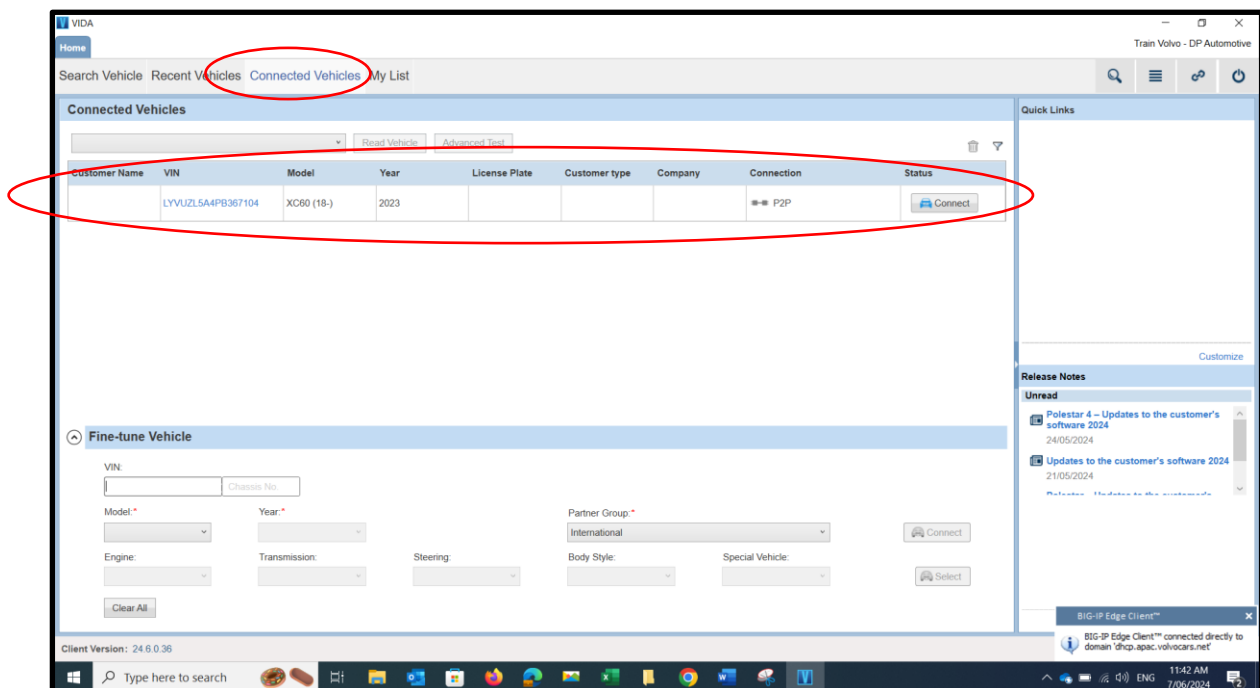 VIDA
Home
Train Volvo - DP Automotive
Search Vehicle Recent Vehicles Connected Vehicles My List
Connected Vehicles
Quick Links
Read Vehicle Advanced Test
Customer Name VIN Model Year License Plate Customer type Company Connection Status
LYVUZL5A4PB367104 XC60 (18-) 2023 P2P Connect
Customize
Release Notes
Unread
Polestar 4 – Updates to the customer's
software 2024
24/05/2024
Updates to the customer's software 2024
21/05/2024
Polestar - Updates to the customer's
Fine-tune Vehicle
VIN:
Chassis No
Model:* Year:* Partner Group:*
International Connect
Engine: Transmission: Steering: Body Style: Special Vehicle:
Select
Clear All
BIG-IP Edge Client™ x
BIG-IP Edge Client™ connected directly to
domain 'dhcp.apac.volvocars.net'
Client Version: 24.6.0.36
Type here to search
ENG
11:42 AM
7/06/2024